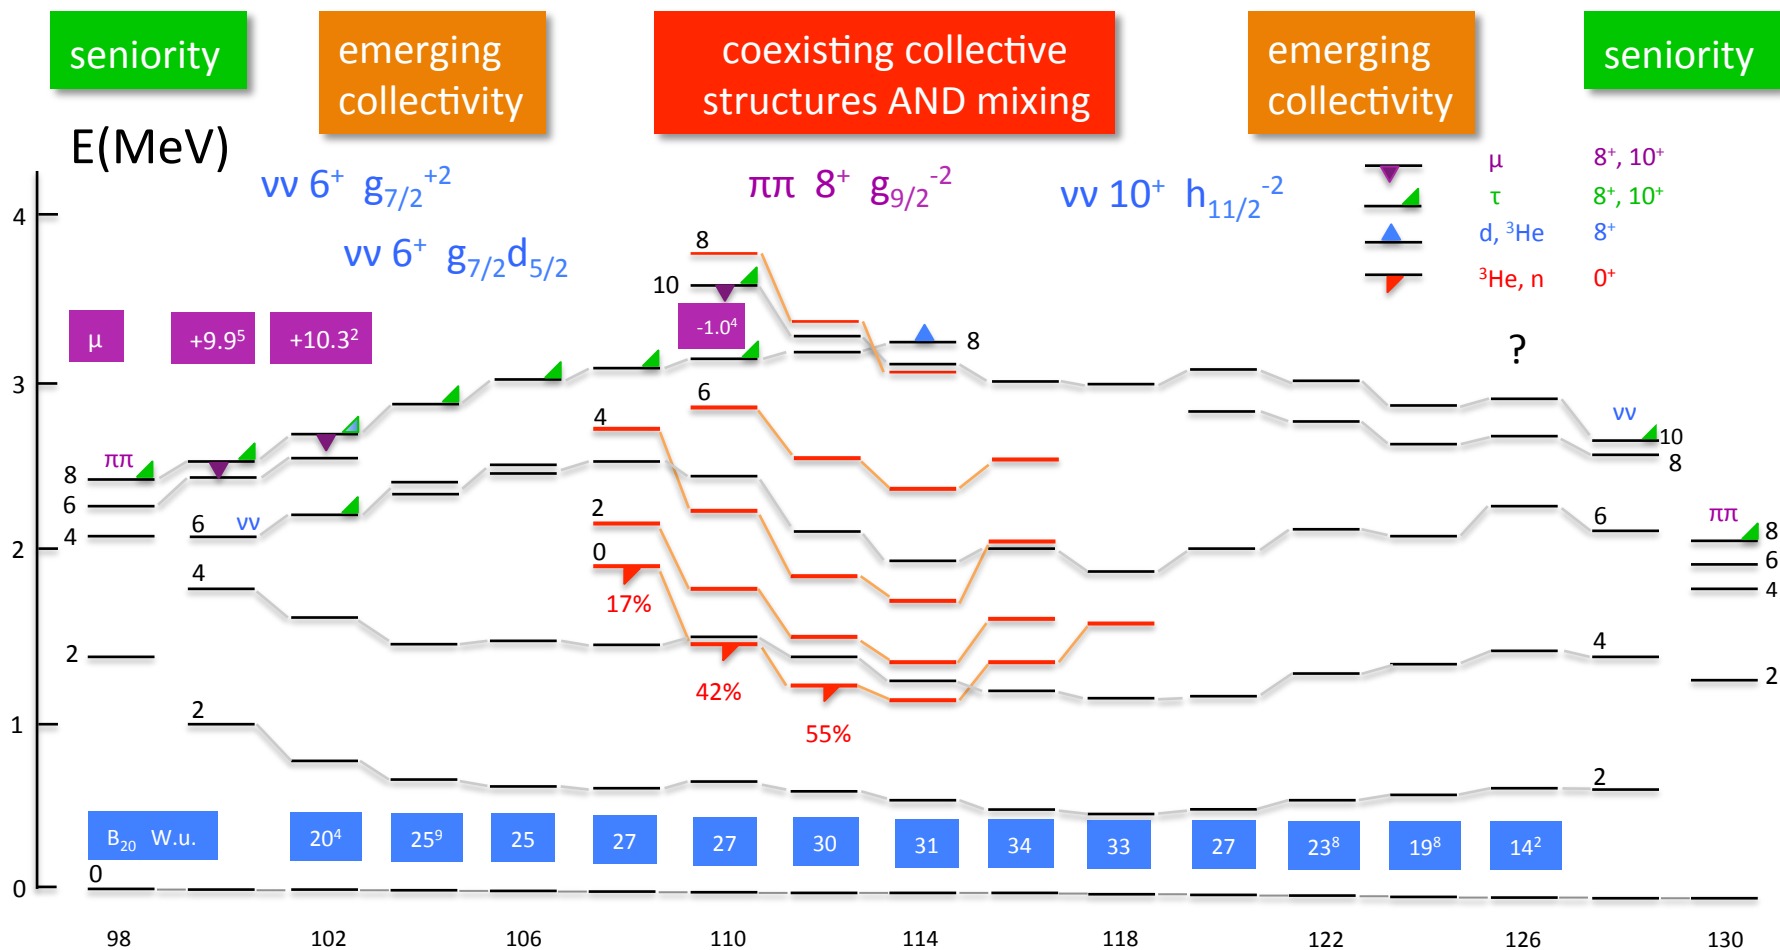 seniority
emerging
collectivity
coexisting collective
structures AND mixing
emerging
collectivity
seniority
E(MeV)
νν 6⁺ g₇/₂⁺²
νν 6⁺ g₇/₂d₅/₂
ππ 8⁺ g₉/₂⁻²
νν 10⁺ h₁₁/₂⁻²
μ 8⁺, 10⁺
τ 8⁺, 10⁺
d, ³He 8⁺
³He, n 0⁺
4
3
2
1
0
μ +9.9⁵ +10.3² -1.0⁴
8
10
8
6
?
ππ
8
6
4
2
0
6 νν
4
2
4
2
0
17%
42%
55%
νν
10
8
6
4
2
ππ
8
6
4
2
B₂₀ W.u. 20⁴ 25⁹ 25 27 27 30 31 34 33 27 23⁸ 19⁸ 14²
98 102 106 110 114 118 122 126 130